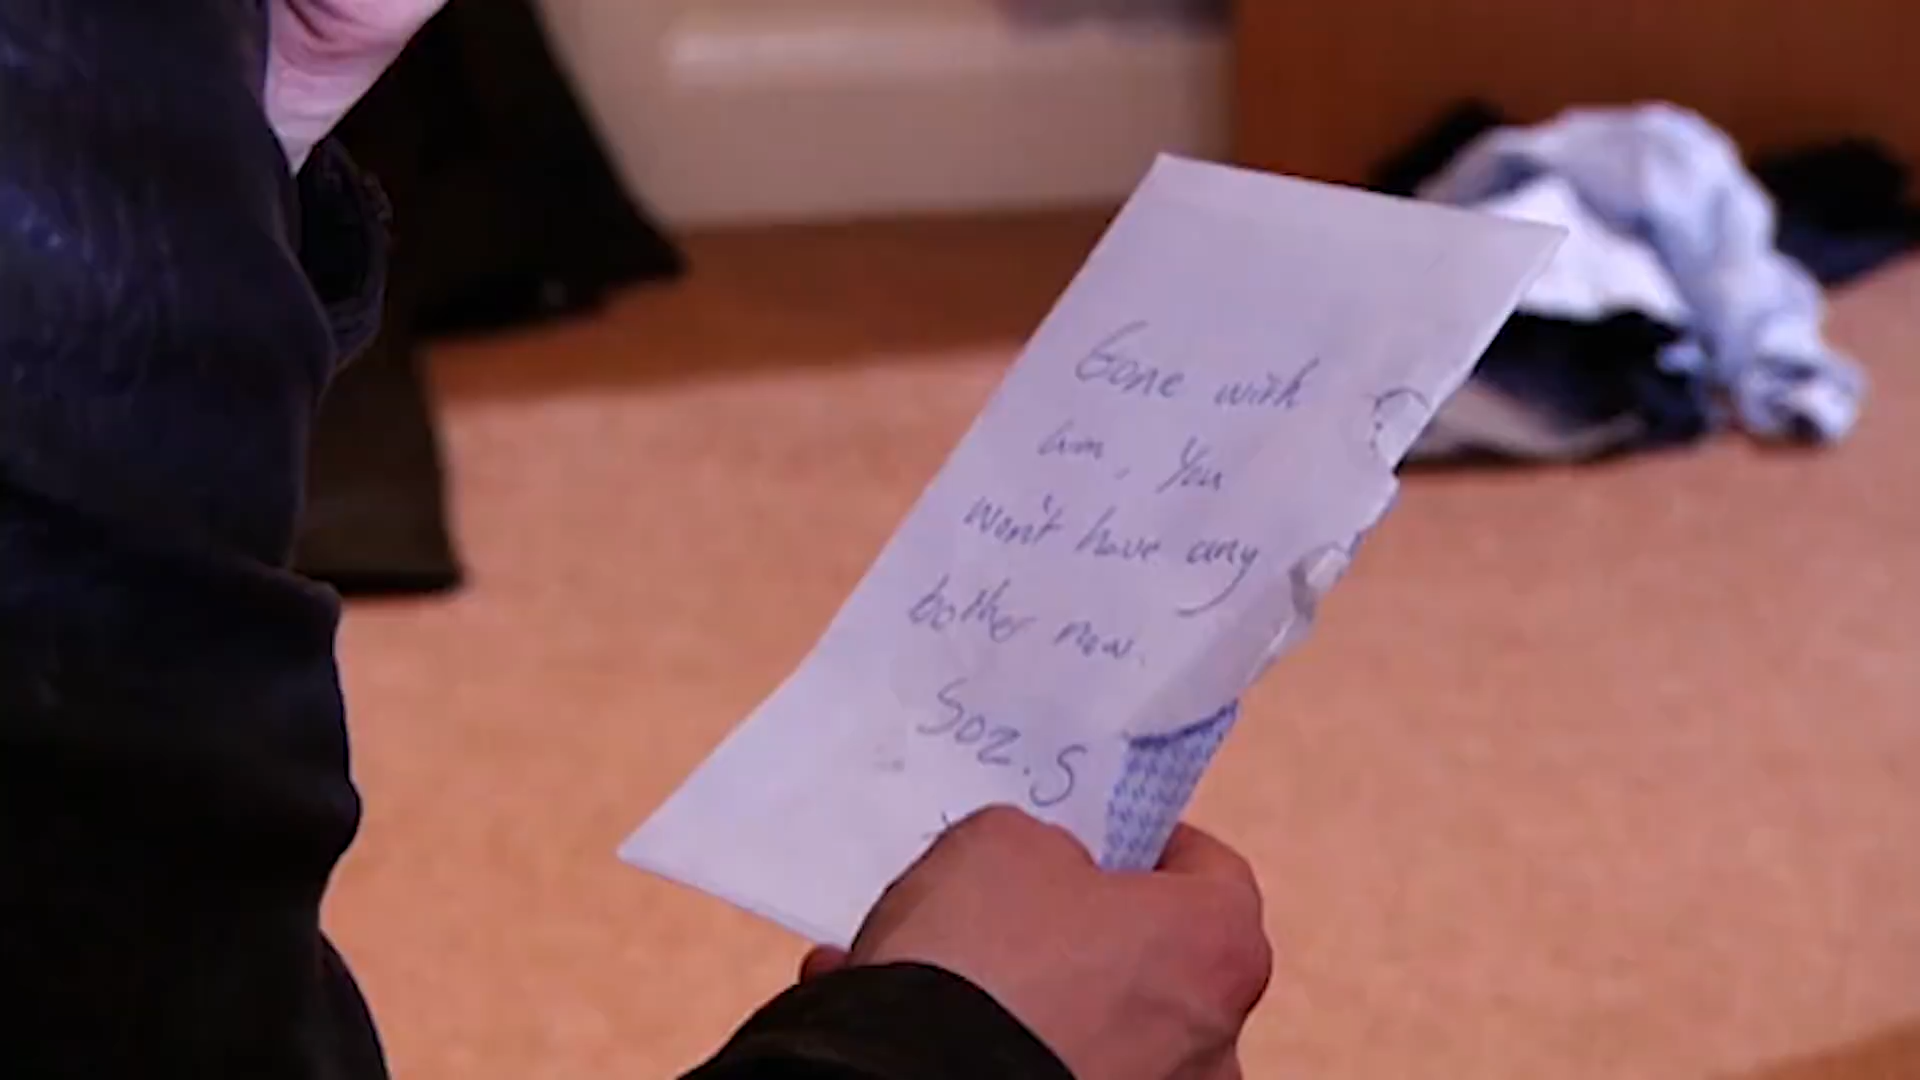 Gone with
him. You
won't have any
bother now.
Soz. S
x